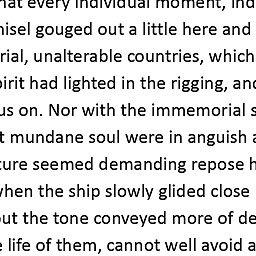 hat every individual moment, ind
hisel gouged out a little here and
rial, unalterable countries, which
pirit had lighted in the rigging, and
us on. Nor with the immemorial s
t mundane soul were in anguish a
ture seemed demanding repose h
when the ship slowly glided close
out the tone conveyed more of de
e life of them, cannot well avoid a